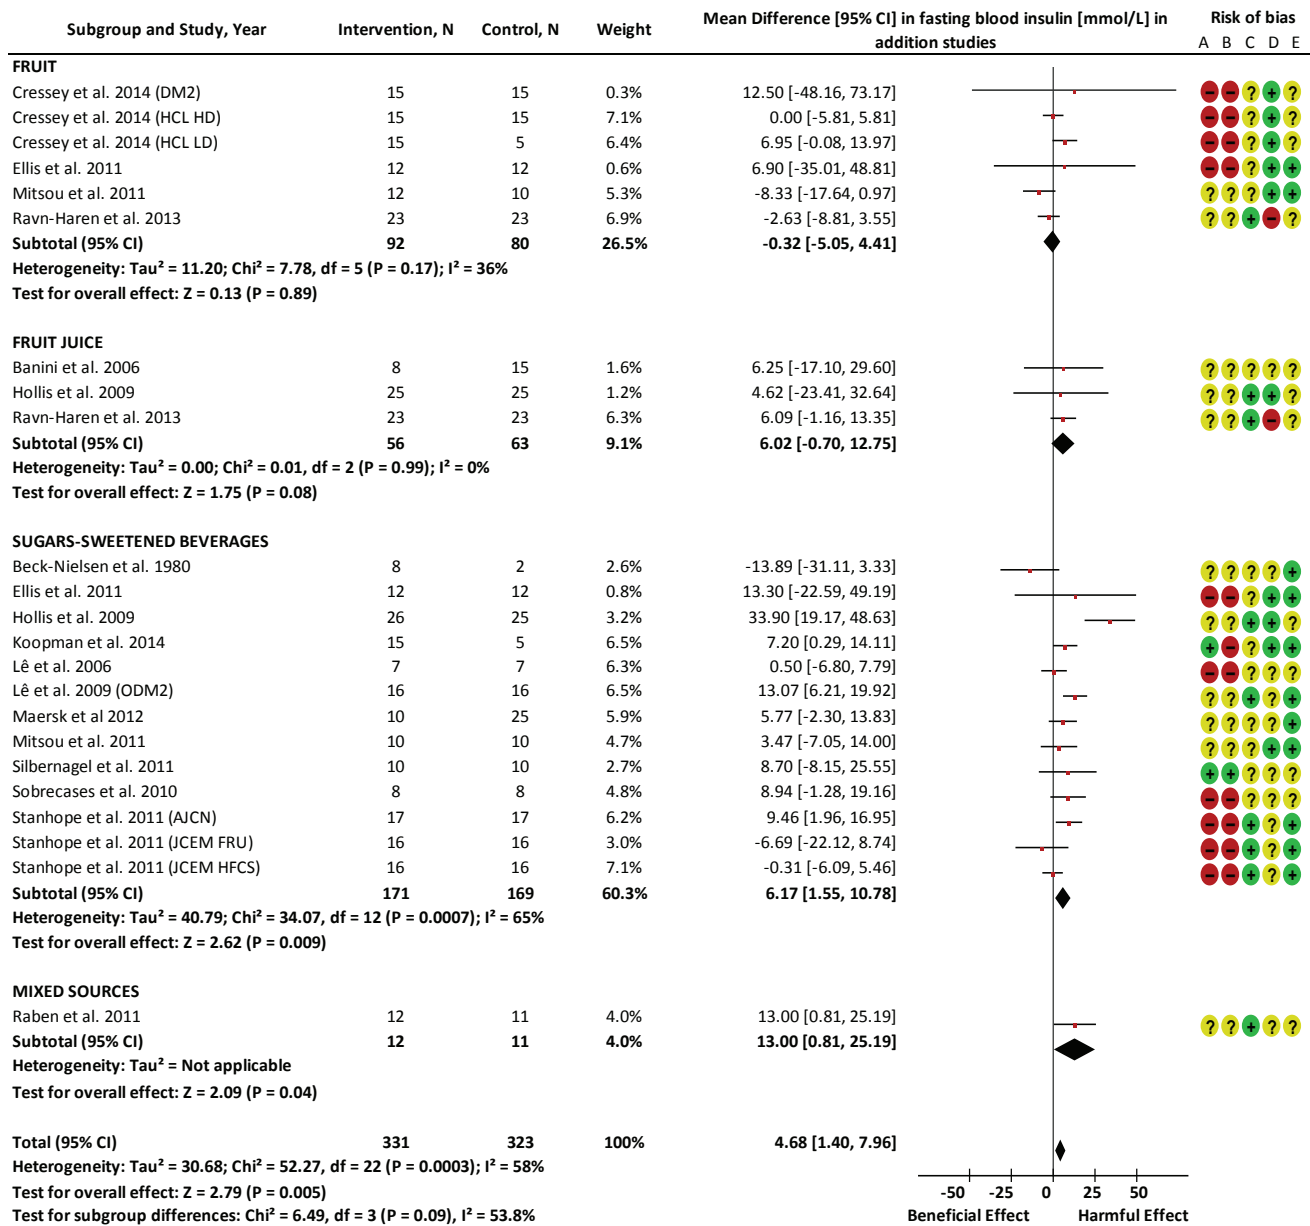 Subgroup and Study, Year Intervention, N Control, N Weight Mean Difference [95% CI] in fasting blood insulin [mmol/L] in addition studies Risk of bias
A B C D E
FRUIT
Cressey et al. 2014 (DM2) 15 15 0.3% 12.50 [-48.16, 73.17] − − ? + ?
Cressey et al. 2014 (HCL HD) 15 15 7.1% 0.00 [-5.81, 5.81] − − ? + ?
Cressey et al. 2014 (HCL LD) 15 5 6.4% 6.95 [-0.08, 13.97] − − ? + ?
Ellis et al. 2011 12 12 0.6% 6.90 [-35.01, 48.81] − − ? + +
Mitsou et al. 2011 12 10 5.3% -8.33 [-17.64, 0.97] ? ? ? + +
Ravn-Haren et al. 2013 23 23 6.9% -2.63 [-8.81, 3.55] ? ? + − ?
Subtotal (95% CI) 92 80 26.5% -0.32 [-5.05, 4.41]
Heterogeneity: Tau² = 11.20; Chi² = 7.78, df = 5 (P = 0.17); I² = 36%
Test for overall effect: Z = 0.13 (P = 0.89)
FRUIT JUICE
Banini et al. 2006 8 15 1.6% 6.25 [-17.10, 29.60] ? ? ? ? ?
Hollis et al. 2009 25 25 1.2% 4.62 [-23.41, 32.64] ? ? + + ?
Ravn-Haren et al. 2013 23 23 6.3% 6.09 [-1.16, 13.35] ? ? + − ?
Subtotal (95% CI) 56 63 9.1% 6.02 [-0.70, 12.75]
Heterogeneity: Tau² = 0.00; Chi² = 0.01, df = 2 (P = 0.99); I² = 0%
Test for overall effect: Z = 1.75 (P = 0.08)
SUGARS-SWEETENED BEVERAGES
Beck-Nielsen et al. 1980 8 2 2.6% -13.89 [-31.11, 3.33] ? ? ? ? +
Ellis et al. 2011 12 12 0.8% 13.30 [-22.59, 49.19] − − ? + +
Hollis et al. 2009 26 25 3.2% 33.90 [19.17, 48.63] ? ? + + ?
Koopman et al. 2014 15 5 6.5% 7.20 [0.29, 14.11] + − ? + +
Lê et al. 2006 7 7 6.3% 0.50 [-6.80, 7.79] − − ? ? ?
Lê et al. 2009 (ODM2) 16 16 6.5% 13.07 [6.21, 19.92] ? ? + ? +
Maersk et al 2012 10 25 5.9% 5.77 [-2.30, 13.83] ? ? ? ? +
Mitsou et al. 2011 10 10 4.7% 3.47 [-7.05, 14.00] ? ? ? + +
Silbernagel et al. 2011 10 10 2.7% 8.70 [-8.15, 25.55] + + ? ? ?
Sobrecases et al. 2010 8 8 4.8% 8.94 [-1.28, 19.16] − − ? ? ?
Stanhope et al. 2011 (AJCN) 17 17 6.2% 9.46 [1.96, 16.95] − − + ? +
Stanhope et al. 2011 (JCEM FRU) 16 16 3.0% -6.69 [-22.12, 8.74] − − + ? +
Stanhope et al. 2011 (JCEM HFCS) 16 16 7.1% -0.31 [-6.09, 5.46] − − + ? +
Subtotal (95% CI) 171 169 60.3% 6.17 [1.55, 10.78]
Heterogeneity: Tau² = 40.79; Chi² = 34.07, df = 12 (P = 0.0007); I² = 65%
Test for overall effect: Z = 2.62 (P = 0.009)
MIXED SOURCES
Raben et al. 2011 12 11 4.0% 13.00 [0.81, 25.19] ? ? + ? ?
Subtotal (95% CI) 12 11 4.0% 13.00 [0.81, 25.19]
Heterogeneity: Tau² = Not applicable
Test for overall effect: Z = 2.09 (P = 0.04)
Total (95% CI) 331 323 100% 4.68 [1.40, 7.96]
Heterogeneity: Tau² = 30.68; Chi² = 52.27, df = 22 (P = 0.0003); I² = 58%
Test for overall effect: Z = 2.79 (P = 0.005)
Test for subgroup differences: Chi² = 6.49, df = 3 (P = 0.09), I² = 53.8%
-50 -25 0 25 50
Beneficial Effect Harmful Effect